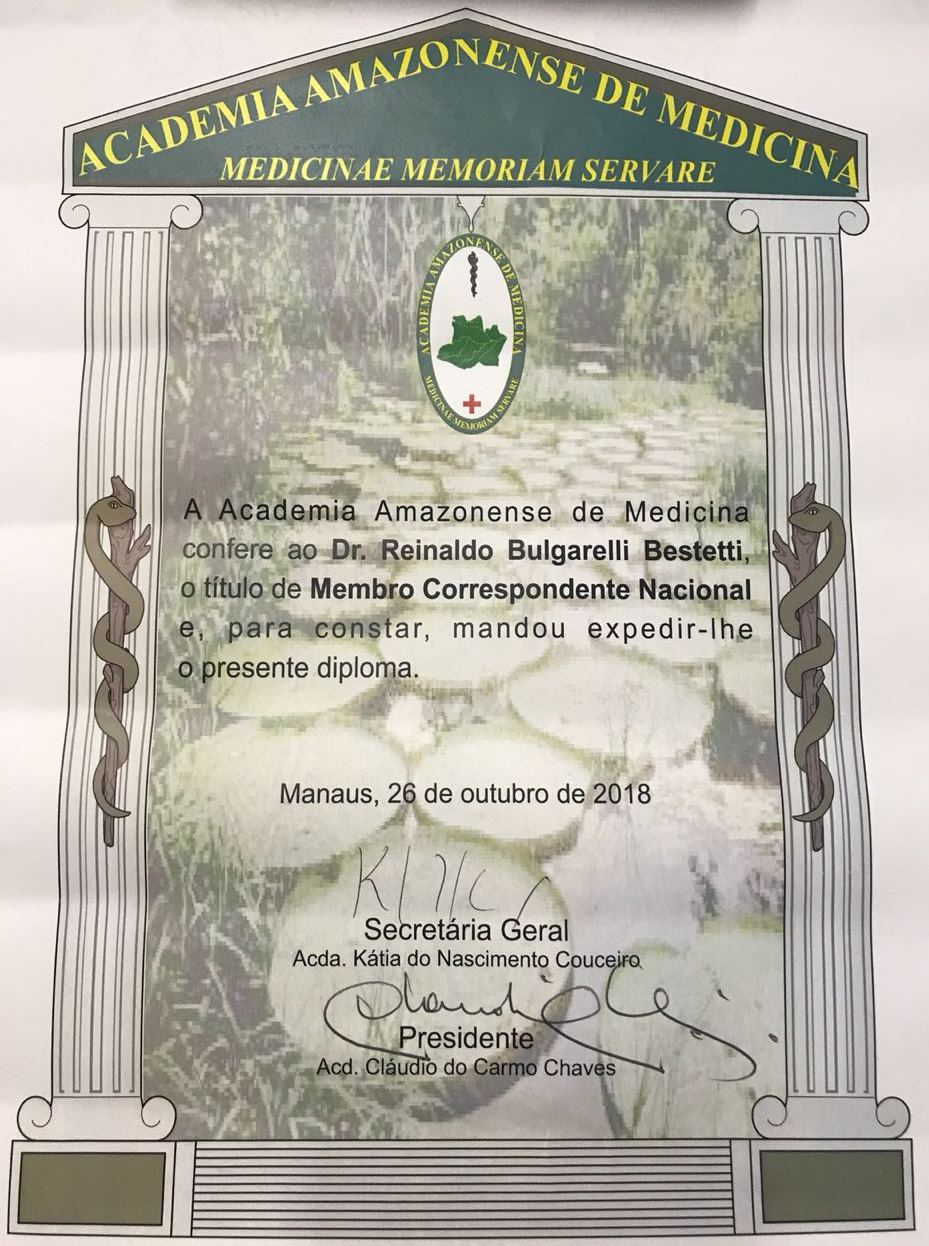 ACADEMIA AMAZONENSE DE MEDICINA
MEDICINAE MEMORIAM SERVARE
ACADEMIA AMAZONENSE DE MEDICINA
MEDICINAE MEMORIAM SERVARE
A Academia Amazonense de Medicina
confere ao Dr. Reinaldo Bulgarelli Bestetti,
o título de Membro Correspondente Nacional
e, para constar, mandou expedir-lhe
o presente diploma.
Manaus, 26 de outubro de 2018
Secretária Geral
Acda. Kátia do Nascimento Couceiro
Presidente
Acd. Cláudio do Carmo Chaves